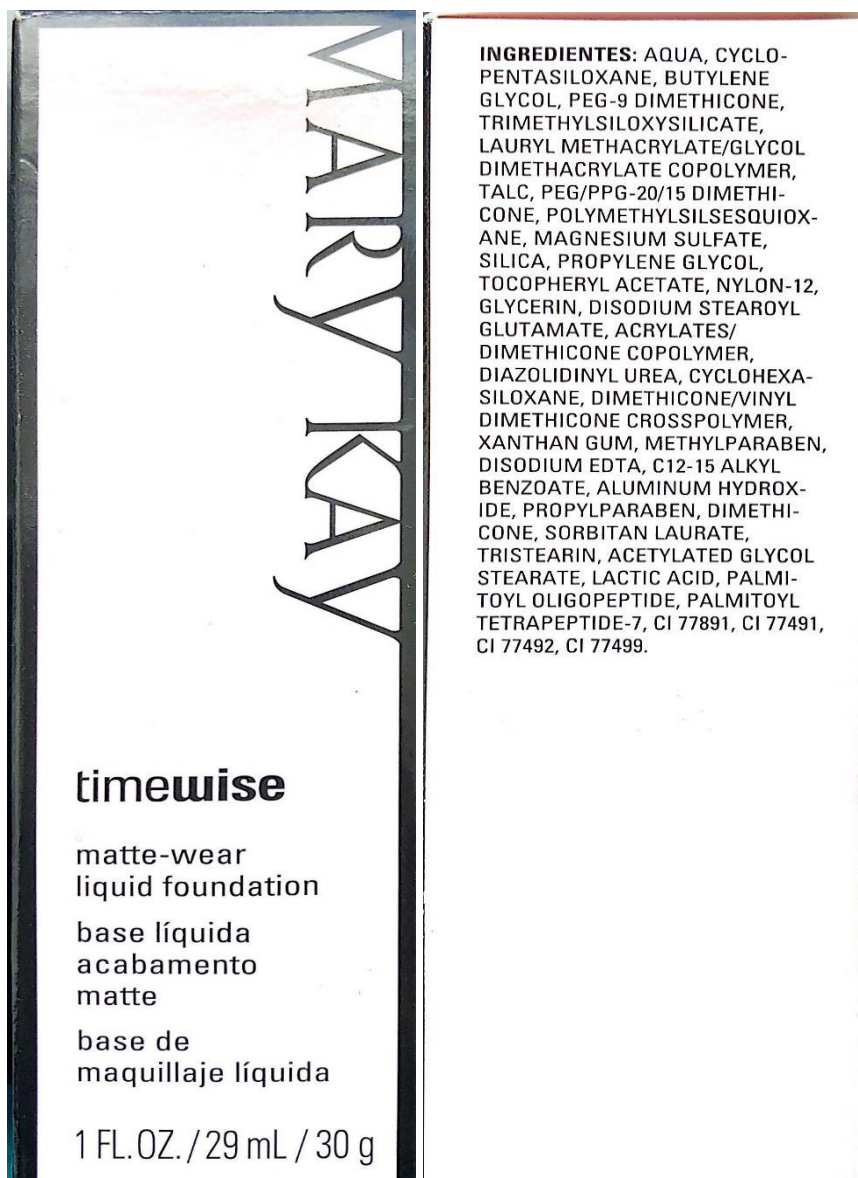 MARY KAY
timewise
matte-wear
liquid foundation
base líquida
acabamento
matte
base de
maquillaje líquida
1 FL.OZ. / 29 mL / 30 g
INGREDIENTES: AQUA, CYCLO-
PENTASILOXANE, BUTYLENE
GLYCOL, PEG-9 DIMETHICONE,
TRIMETHYLSILOXYSILICATE,
LAURYL METHACRYLATE/GLYCOL
DIMETHACRYLATE COPOLYMER,
TALC, PEG/PPG-20/15 DIMETHI-
CONE, POLYMETHYLSILSESQUIOX-
ANE, MAGNESIUM SULFATE,
SILICA, PROPYLENE GLYCOL,
TOCOPHERYL ACETATE, NYLON-12,
GLYCERIN, DISODIUM STEAROYL
GLUTAMATE, ACRYLATES/
DIMETHICONE COPOLYMER,
DIAZOLIDINYL UREA, CYCLOHEXA-
SILOXANE, DIMETHICONE/VINYL
DIMETHICONE CROSSPOLYMER,
XANTHAN GUM, METHYLPARABEN,
DISODIUM EDTA, C12-15 ALKYL
BENZOATE, ALUMINUM HYDROX-
IDE, PROPYLPARABEN, DIMETHI-
CONE, SORBITAN LAURATE,
TRISTEARIN, ACETYLATED GLYCOL
STEARATE, LACTIC ACID, PALMI-
TOYL OLIGOPEPTIDE, PALMITOYL
TETRAPEPTIDE-7, CI 77891, CI 77491,
CI 77492, CI 77499.